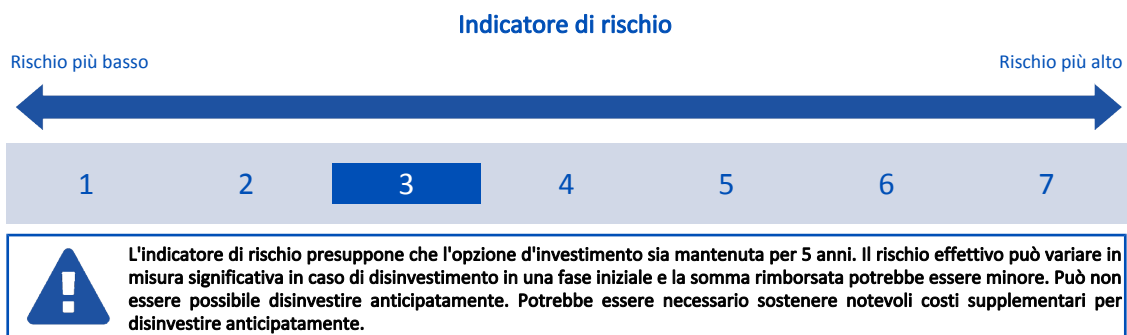 Indicatore di rischio
Rischio più basso
Rischio più alto
1 2 3 4 5 6 7
L'indicatore di rischio presuppone che l'opzione d'investimento sia mantenuta per 5 anni. Il rischio effettivo può variare in
misura significativa in caso di disinvestimento in una fase iniziale e la somma rimborsata potrebbe essere minore. Può non
essere possibile disinvestire anticipatamente. Potrebbe essere necessario sostenere notevoli costi supplementari per
disinvestire anticipatamente.